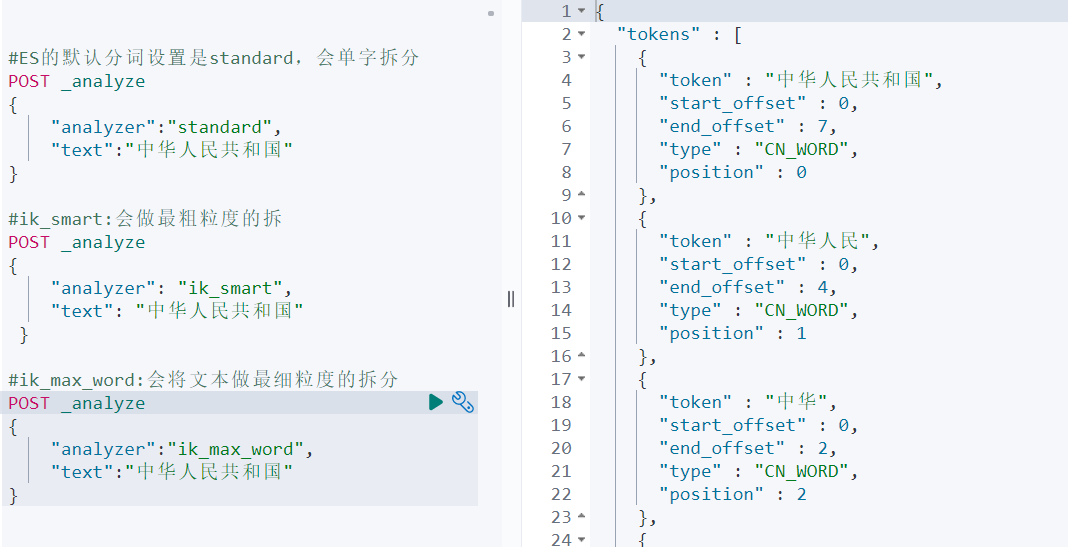 #ES的默认分词设置是standard，会单字拆分
POST _analyze
{
    "analyzer":"standard",
    "text":"中华人民共和国"
}
#ik_smart:会做最粗粒度的拆
POST _analyze
{
    "analyzer": "ik_smart",
    "text": "中华人民共和国"
 }
#ik_max_word:会将文本做最细粒度的拆分
POST _analyze
{
    "analyzer":"ik_max_word",
    "text":"中华人民共和国"
}
1 {
2   "tokens" : [
3     {
4       "token" : "中华人民共和国",
5       "start_offset" : 0,
6       "end_offset" : 7,
7       "type" : "CN_WORD",
8       "position" : 0
9     },
10     {
11       "token" : "中华人民",
12       "start_offset" : 0,
13       "end_offset" : 4,
14       "type" : "CN_WORD",
15       "position" : 1
16     },
17     {
18       "token" : "中华",
19       "start_offset" : 0,
20       "end_offset" : 2,
21       "type" : "CN_WORD",
22       "position" : 2
23     },
24     {